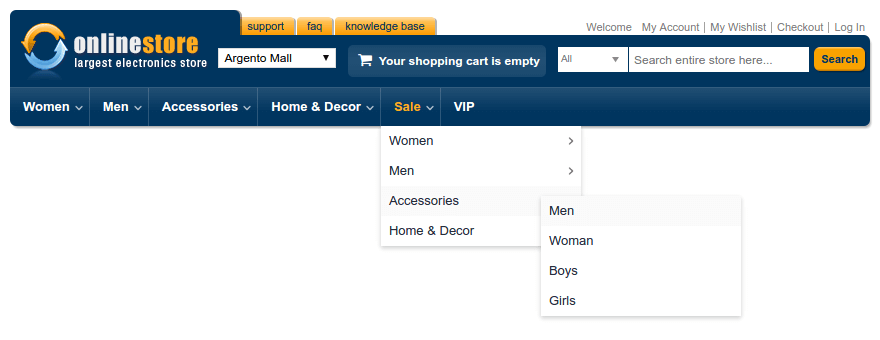 support faq knowledge base
Welcome My Account My Wishlist Checkout Log In
onlinestore
largest electronics store
Argento Mall
Your shopping cart is empty
All
Search entire store here...
Search
Women Men Accessories Home & Decor Sale VIP
Women
Men
Accessories
Home & Decor
Men
Woman
Boys
Girls